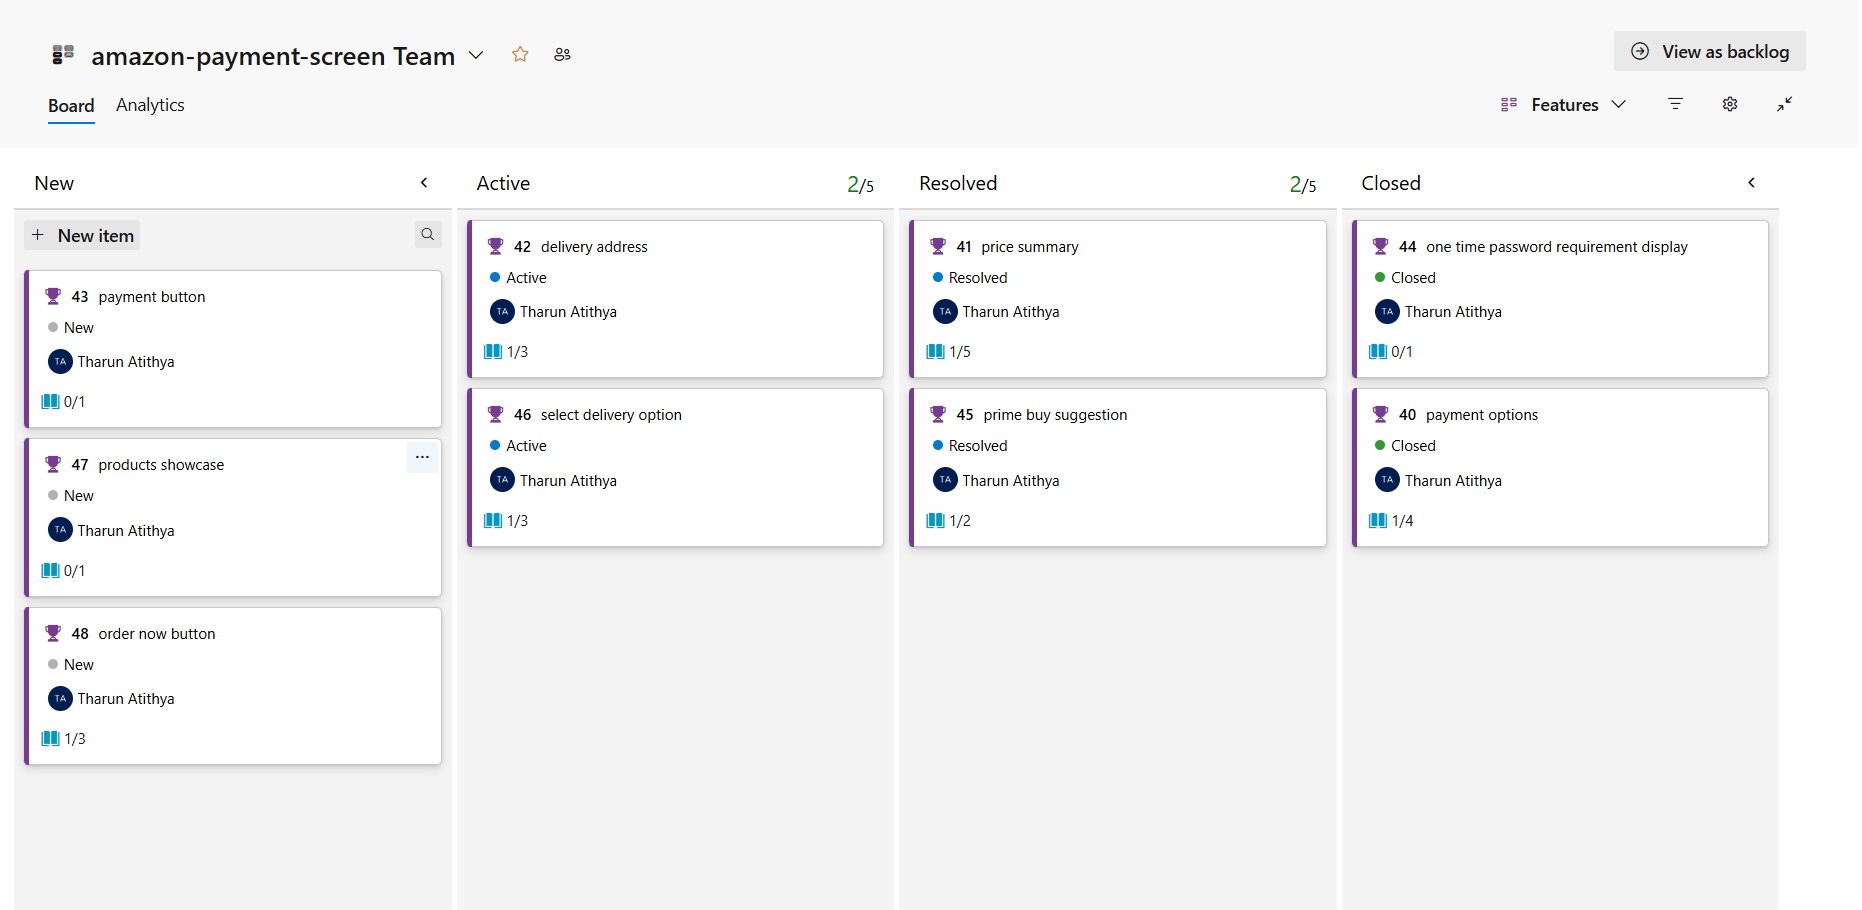 amazon-payment-screen Team
View as backlog
Board Analytics
Features
New
Active 2/5
Resolved 2/5
Closed
+ New item
43 payment button
New
TA Tharun Atithya
0/1
47 products showcase
New
TA Tharun Atithya
0/1
48 order now button
New
TA Tharun Atithya
1/3
42 delivery address
Active
TA Tharun Atithya
1/3
46 select delivery option
Active
TA Tharun Atithya
1/3
41 price summary
Resolved
TA Tharun Atithya
1/5
45 prime buy suggestion
Resolved
TA Tharun Atithya
1/2
44 one time password requirement display
Closed
TA Tharun Atithya
0/1
40 payment options
Closed
TA Tharun Atithya
1/4